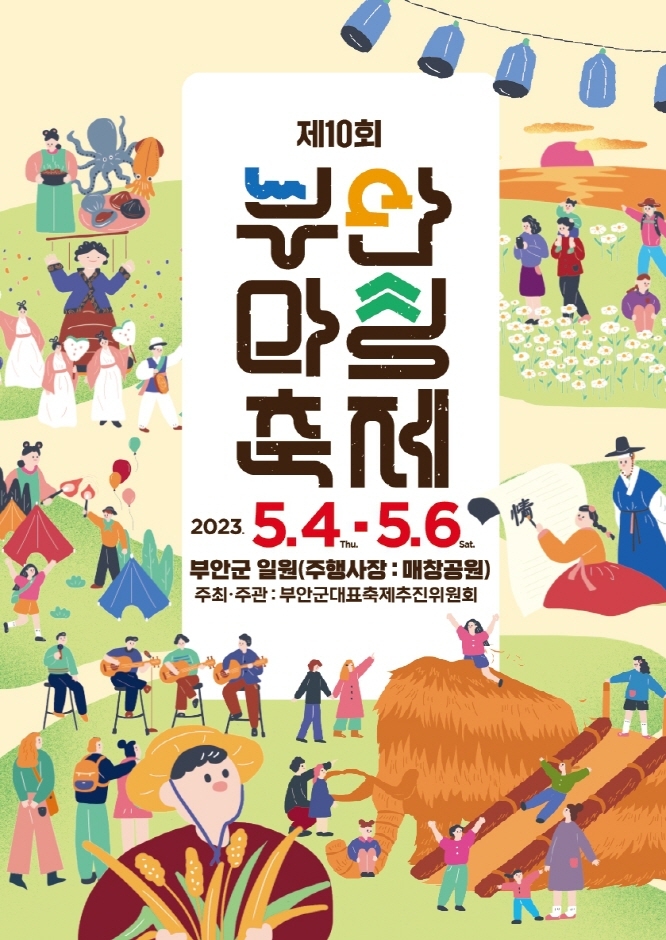 제10회
부안
마실
축제
2023. 5.4 Thu. - 5.6 Sat.
부안군 일원(주행사장 : 매창공원)
주최·주관 : 부안군대표축제추진위원회
情